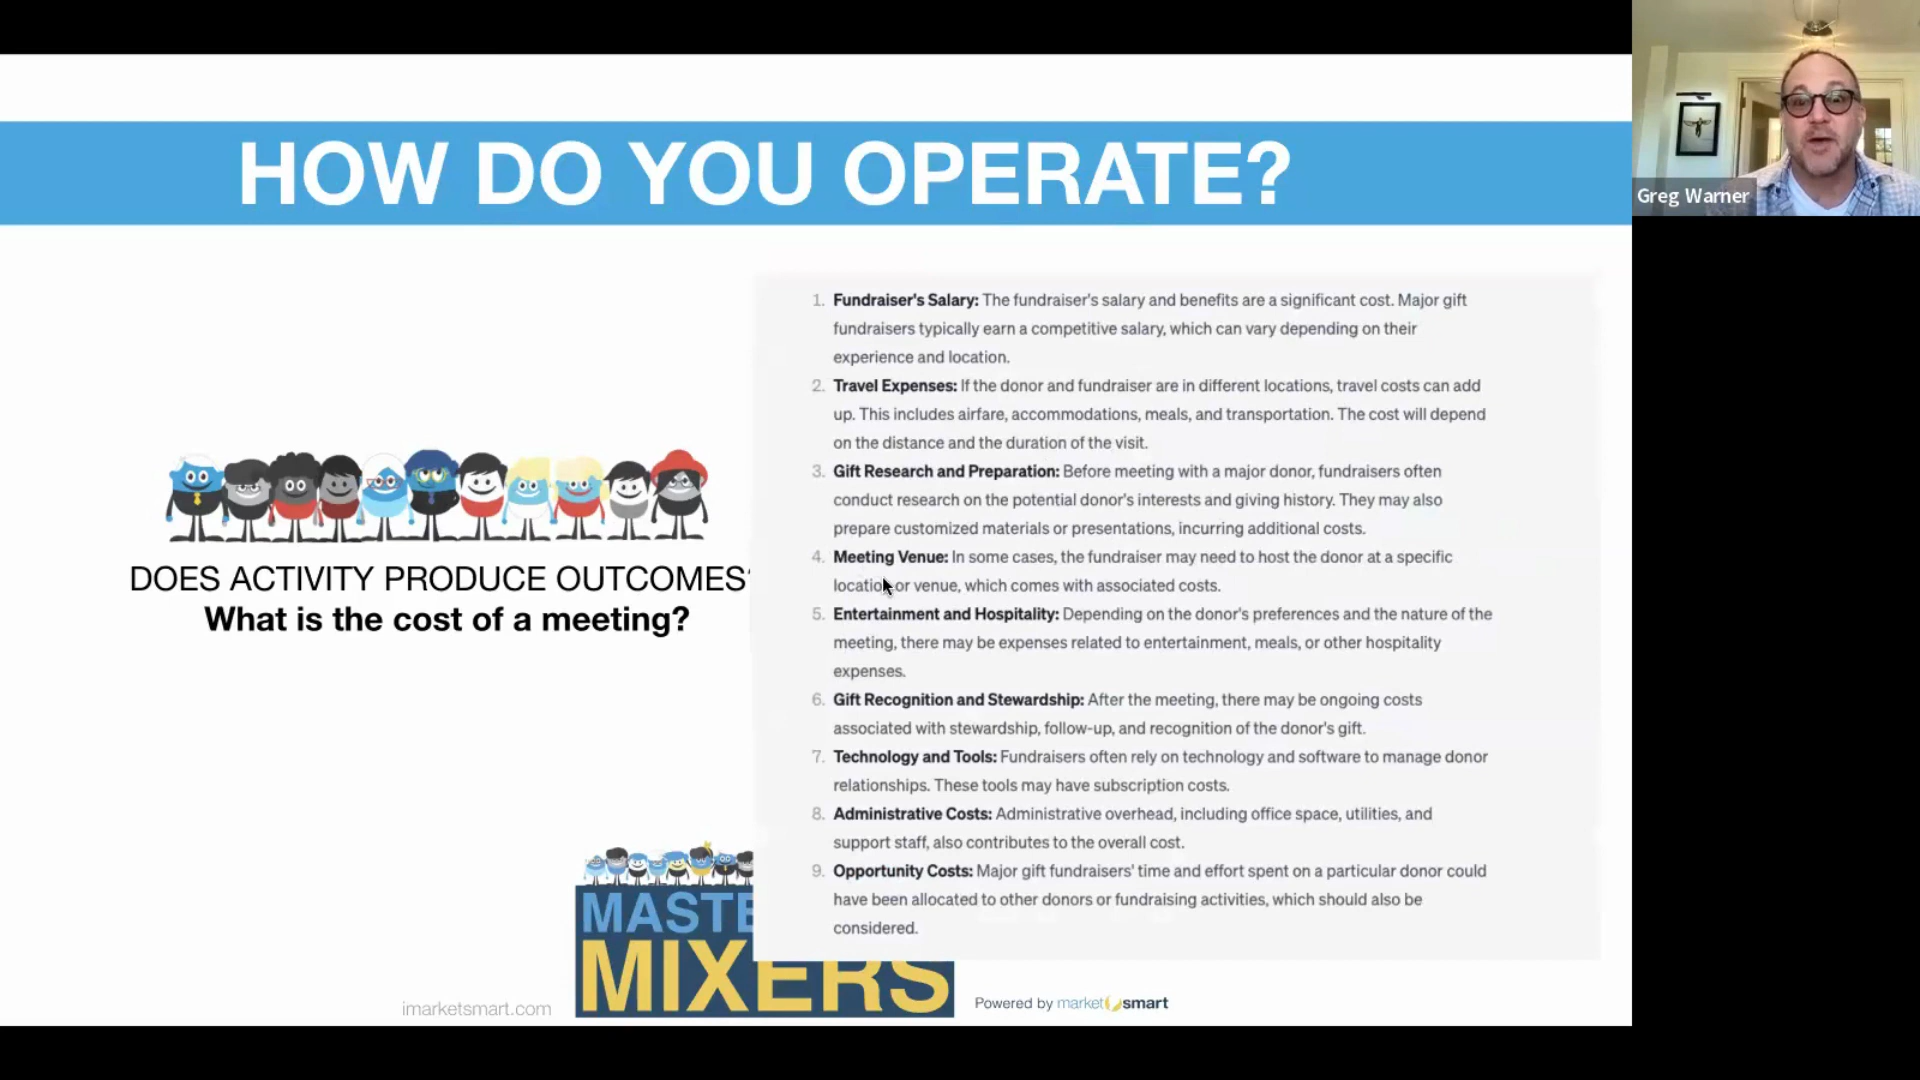 HOW DO YOU OPERATE?
Greg Warner
DOES ACTIVITY PRODUCE OUTCOMES?
What is the cost of a meeting?
1. Fundraiser's Salary: The fundraiser's salary and benefits are a significant cost. Major gift
fundraisers typically earn a competitive salary, which can vary depending on their
experience and location.
2. Travel Expenses: If the donor and fundraiser are in different locations, travel costs can add
up. This includes airfare, accommodations, meals, and transportation. The cost will depend
on the distance and the duration of the visit.
3. Gift Research and Preparation: Before meeting with a major donor, fundraisers often
conduct research on the potential donor's interests and giving history. They may also
prepare customized materials or presentations, incurring additional costs.
4. Meeting Venue: In some cases, the fundraiser may need to host the donor at a specific
location or venue, which comes with associated costs.
5. Entertainment and Hospitality: Depending on the donor's preferences and the nature of the
meeting, there may be expenses related to entertainment, meals, or other hospitality
expenses.
6. Gift Recognition and Stewardship: After the meeting, there may be ongoing costs
associated with stewardship, follow-up, and recognition of the donor's gift.
7. Technology and Tools: Fundraisers often rely on technology and software to manage donor
relationships. These tools may have subscription costs.
8. Administrative Costs: Administrative overhead, including office space, utilities, and
support staff, also contributes to the overall cost.
9. Opportunity Costs: Major gift fundraisers' time and effort spent on a particular donor could
have been allocated to other donors or fundraising activities, which should also be
considered.
MASTE
MIXERS
imarketsmart.com
Powered by marketsmart